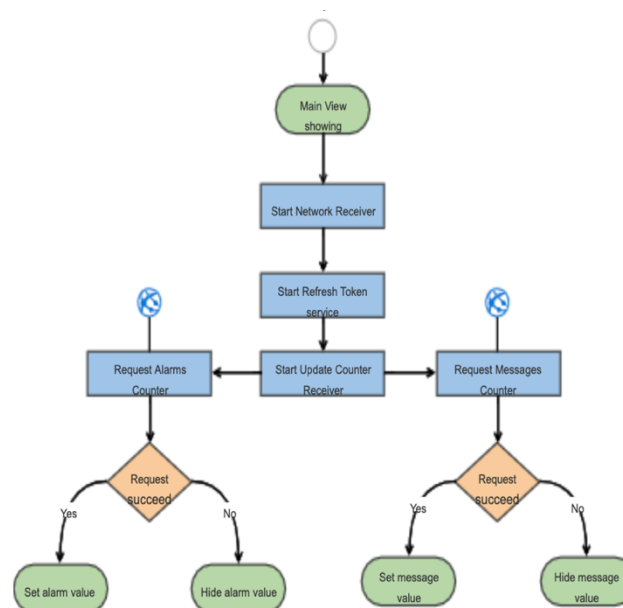 Main View
showing
Start Network Receiver
Start Refresh Token
service
Request Alarms
Counter
Start Update Counter
Receiver
Request Messages
Counter
Request
succeed
Request
succeed
Yes
No
Yes
No
Set alarm value
Hide alarm value
Set message
value
Hide message
value